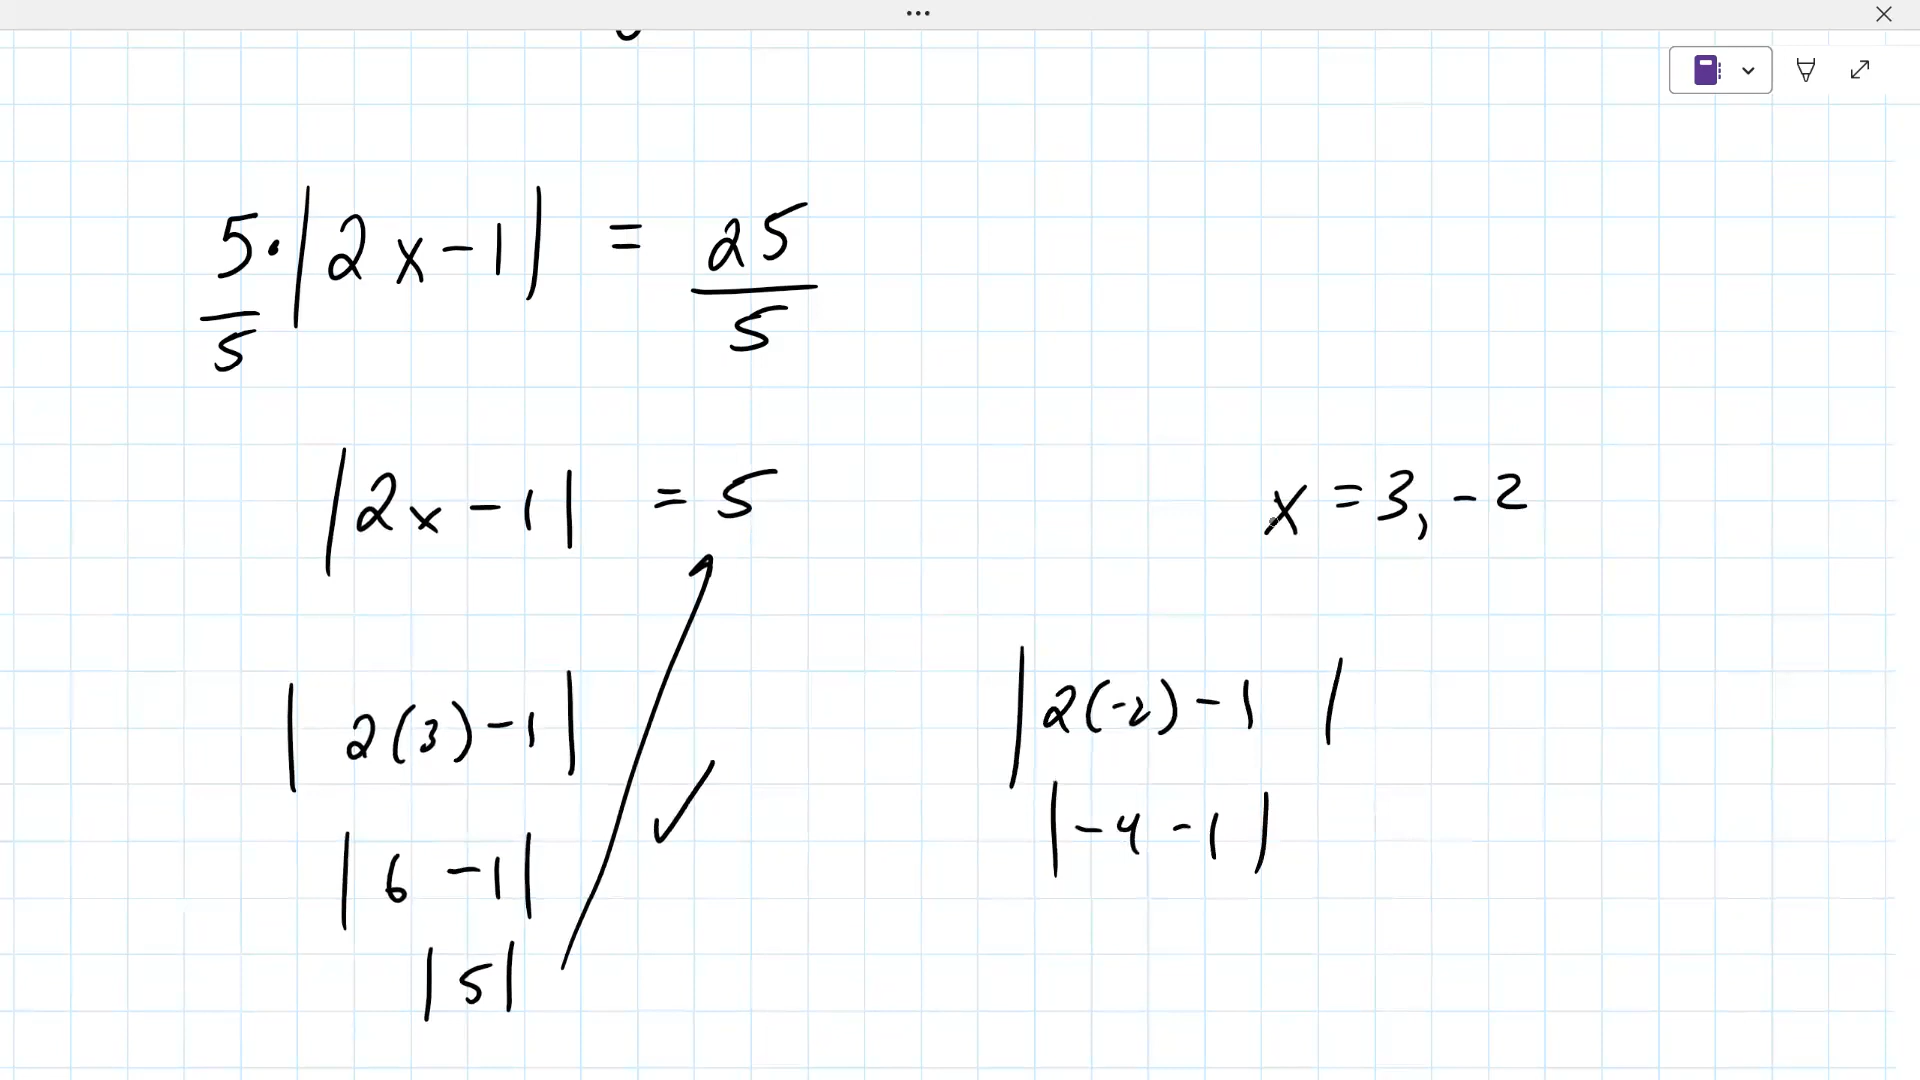 5·|2x-1| = 25
5 5
|2x-1| = 5
x = 3, -2
|2(3)-1|
|2(-2)-1|
|6-1|
|-4-1|
|5|